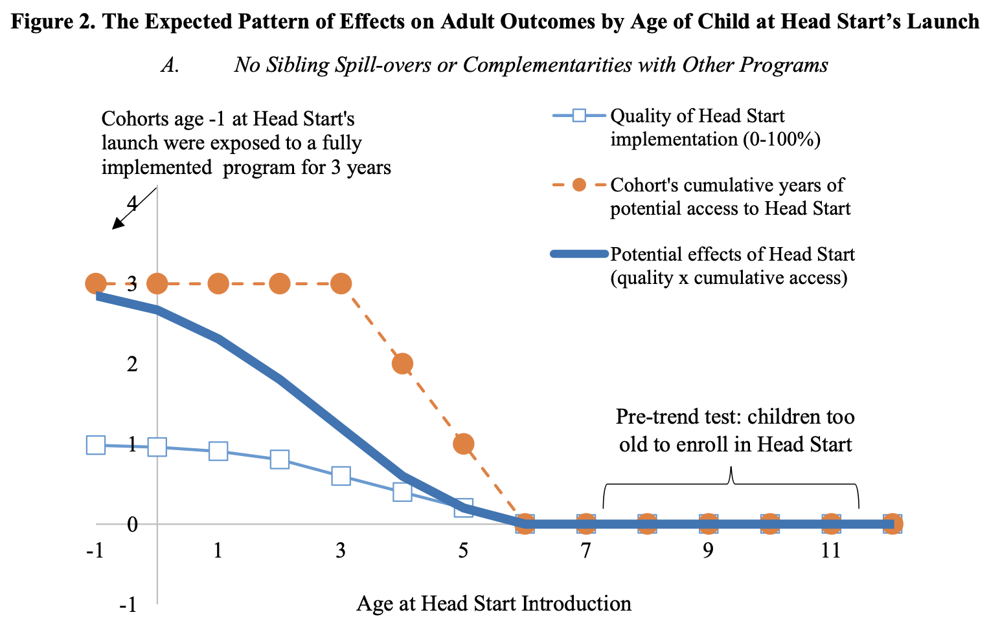 Figure 2. The Expected Pattern of Effects on Adult Outcomes by Age of Child at Head Start’s Launch
A. No Sibling Spill-overs or Complementarities with Other Programs
Cohorts age -1 at Head Start's
launch were exposed to a fully
implemented program for 3 years
Quality of Head Start
implementation (0-100%)
Cohort's cumulative years of
potential access to Head Start
Potential effects of Head Start
(quality x cumulative access)
4
3
2
1
0
-1
Pre-trend test: children too
old to enroll in Head Start
-1 1 3 5 7 9 11
Age at Head Start Introduction